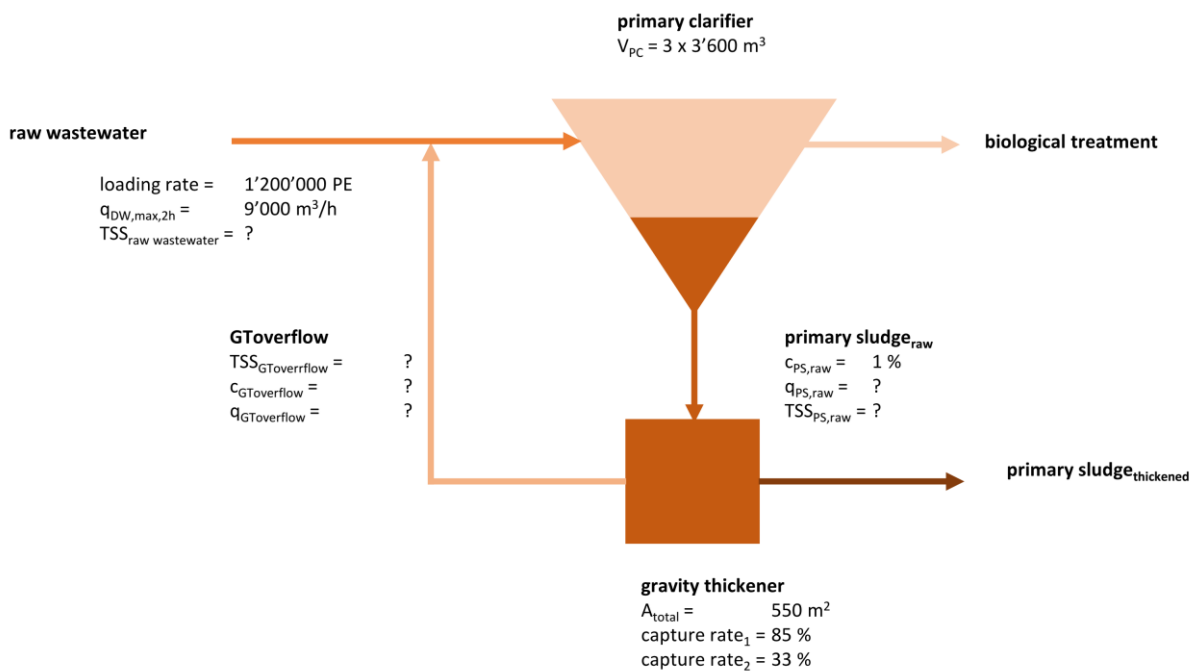 primary clarifier
V_PC = 3 x 3’600 m³
raw wastewater
biological treatment
loading rate = 1’200’000 PE
q_DW,max,2h = 9’000 m³/h
TSS_raw wastewater = ?
GToverflow
TSS_GToverrflow = ?
c_GToverflow = ?
q_GToverflow = ?
primary sludge_raw
c_PS,raw = 1 %
q_PS,raw = ?
TSS_PS,raw = ?
primary sludge_thickened
gravity thickener
A_total = 550 m²
capture rate₁ = 85 %
capture rate₂ = 33 %